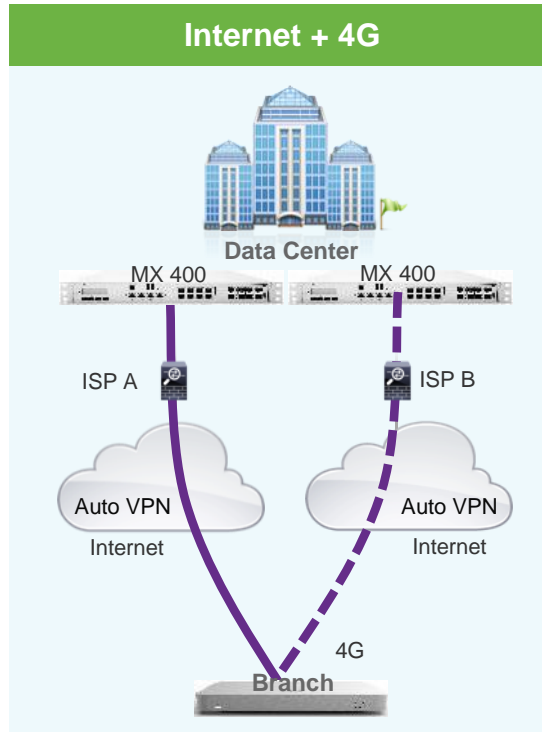 Internet + 4G
Data Center
MX 400
MX 400
ISP A
ISP B
Auto VPN
Auto VPN
Internet
Internet
4G
Branch